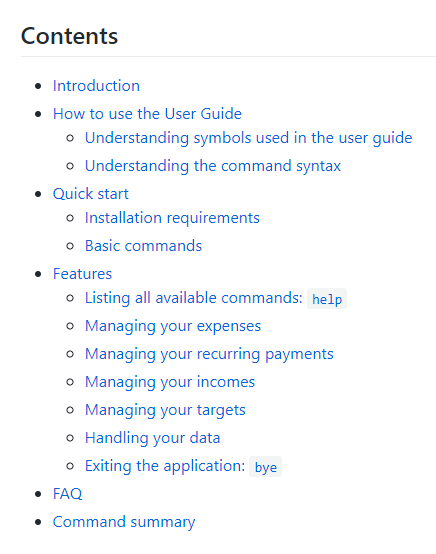 Contents
Introduction
How to use the User Guide
Understanding symbols used in the user guide
Understanding the command syntax
Quick start
Installation requirements
Basic commands
Features
Listing all available commands: help
Managing your expenses
Managing your recurring payments
Managing your incomes
Managing your targets
Handling your data
Exiting the application: bye
FAQ
Command summary